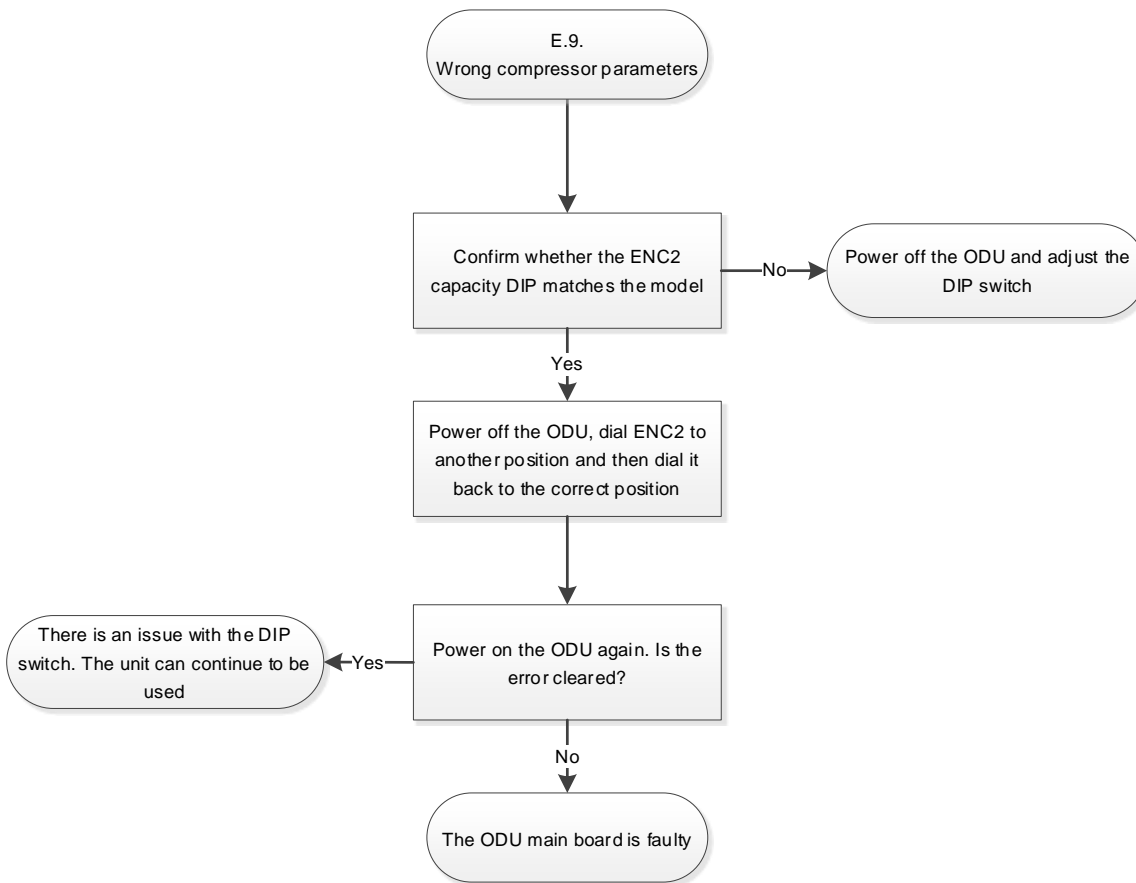 E.9.
Wrong compressor parameters
Confirm whether the ENC2
capacity DIP matches the model
No
Power off the ODU and adjust the
DIP switch
Yes
Power off the ODU, dial ENC2 to
another position and then dial it
back to the correct position
There is an issue with the DIP
switch. The unit can continue to be
used
Yes
Power on the ODU again. Is the
error cleared?
No
The ODU main board is faulty